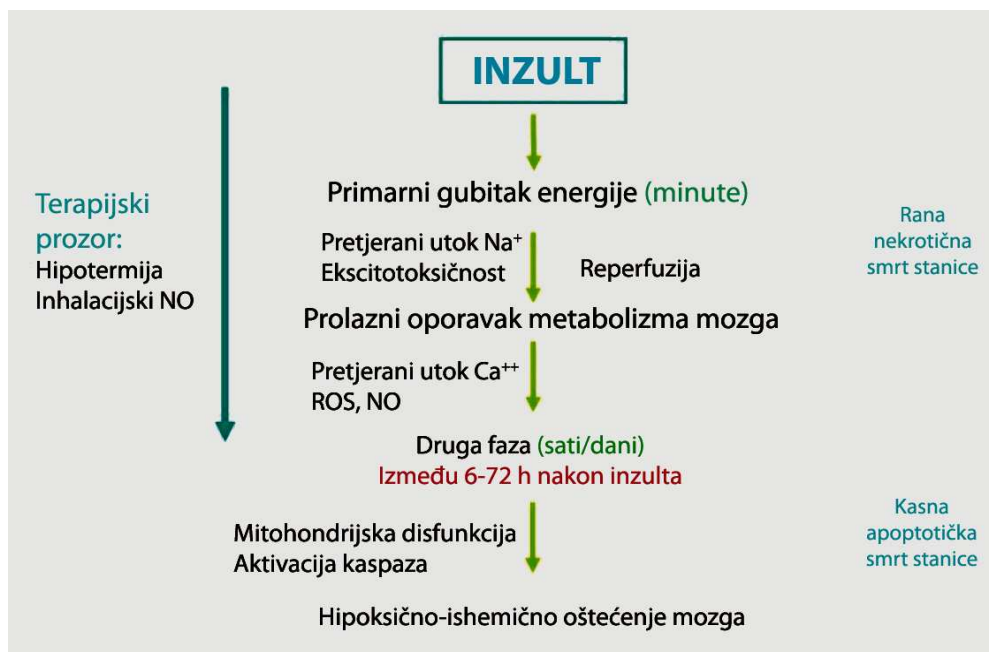 INZULT
Primarni gubitak energije (minute)
Terapijski
prozor:
Hipotermija
Inhalacijski NO
Pretjerani utok Na⁺
Ekscitotoksičnost
Reperfuzija
Rana
nekrotična
smrt stanice
Prolazni oporavak metabolizma mozga
Pretjerani utok Ca⁺⁺
ROS, NO
Druga faza (sati/dani)
Između 6-72 h nakon inzulta
Mitohondrijska disfunkcija
Aktivacija kaspaza
Kasna
apoptotička
smrt stanice
Hipoksično-ishemično oštećenje mozga